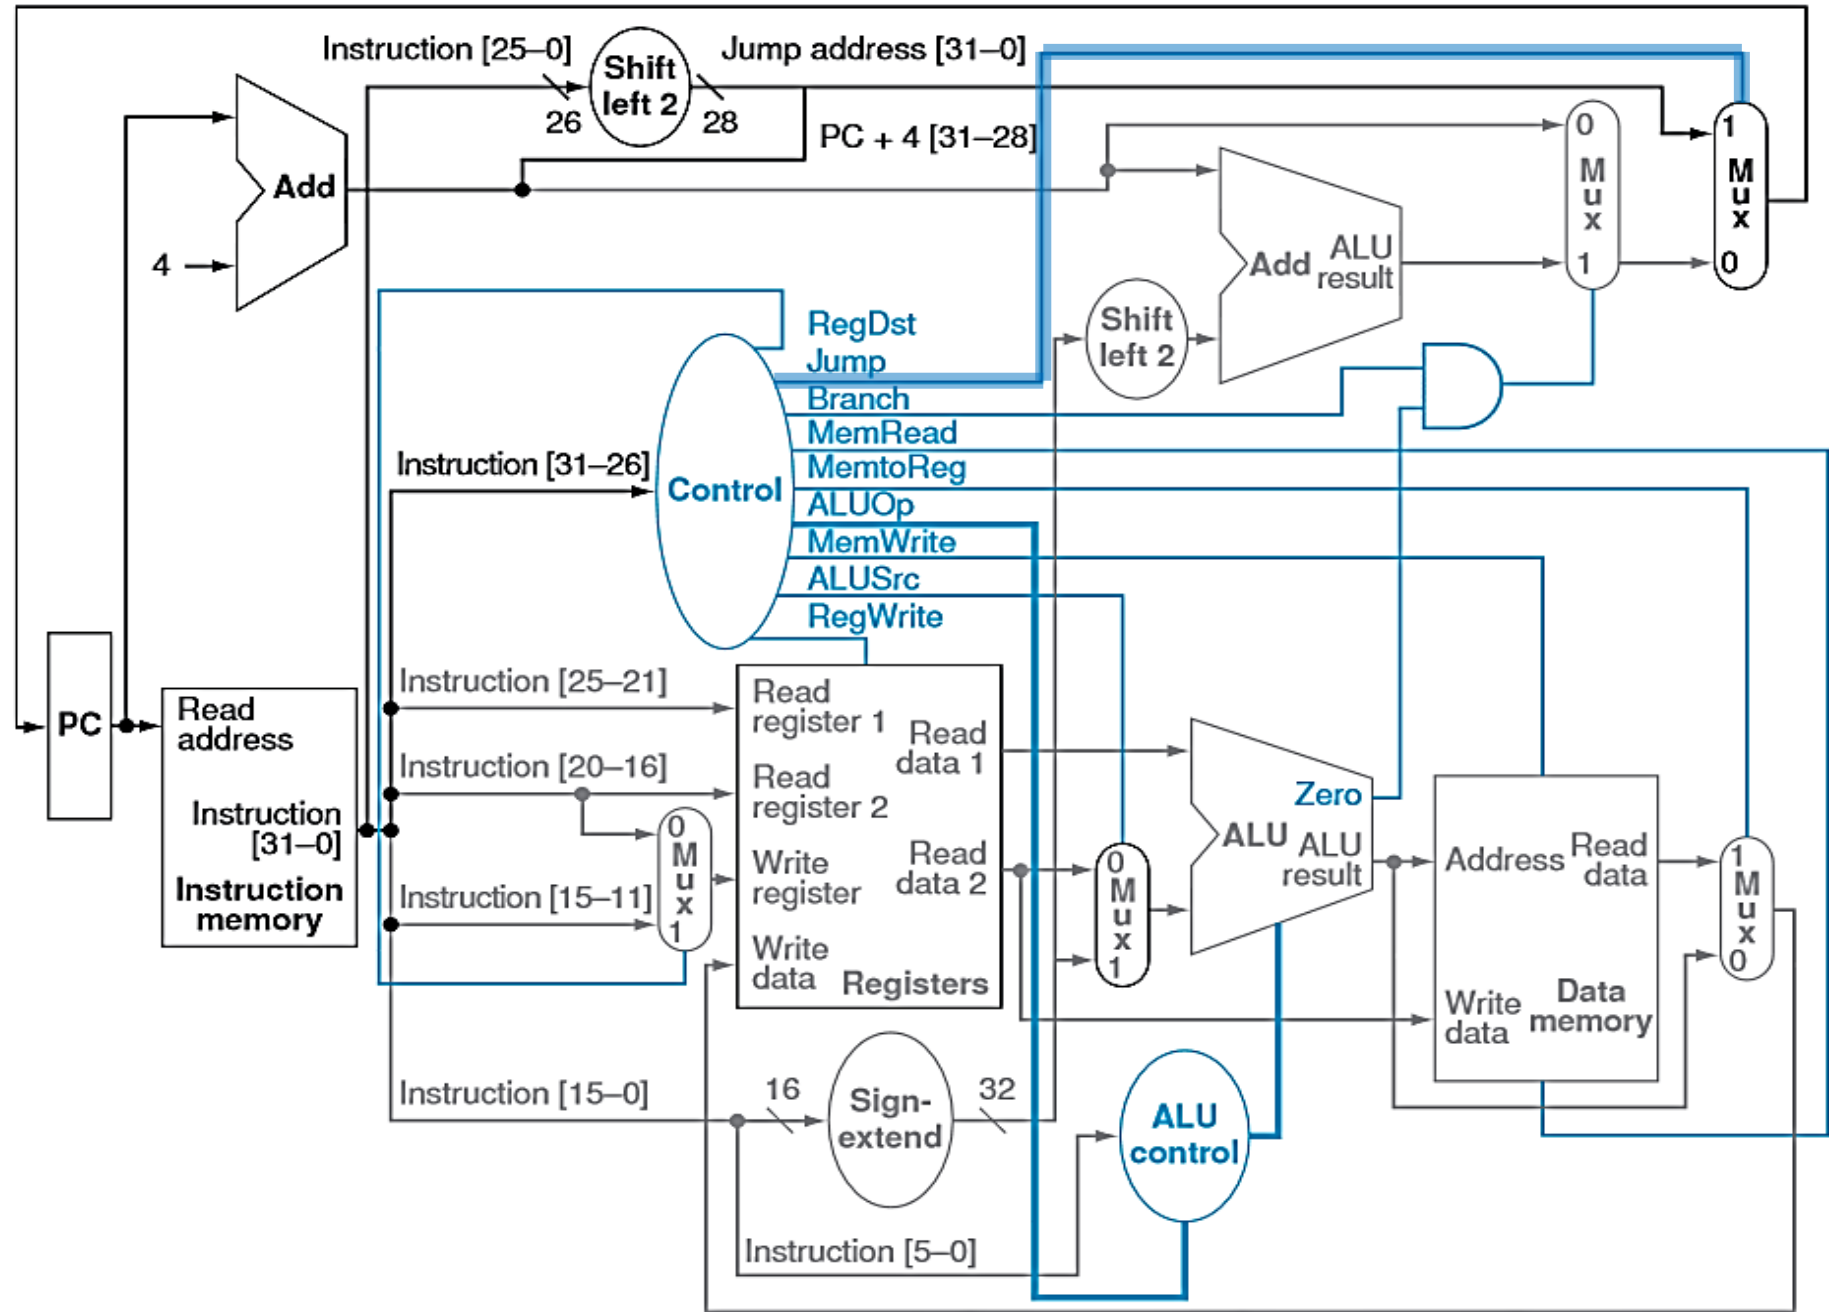 Instruction [25–0]
Shift
left 2
Jump address [31–0]
26
28
PC + 4 [31–28]
Add
4
0
M
u
x
1
1
M
u
x
0
Add
ALU
result
Shift
left 2
RegDst
Jump
Branch
MemRead
MemtoReg
ALUOp
MemWrite
ALUSrc
RegWrite
Instruction [31–26]
Control
PC
Read
address
Instruction
[31–0]
Instruction
memory
Instruction [25–21]
Instruction [20–16]
Instruction [15–11]
0
M
u
x
1
Read
register 1
Read
register 2
Write
register
Write
data
Read
data 1
Read
data 2
Registers
0
M
u
x
1
Zero
ALU
ALU
result
Address
Read
data
Write
data
Data
memory
1
M
u
x
0
Instruction [15–0]
16
Sign-
extend
32
ALU
control
Instruction [5–0]